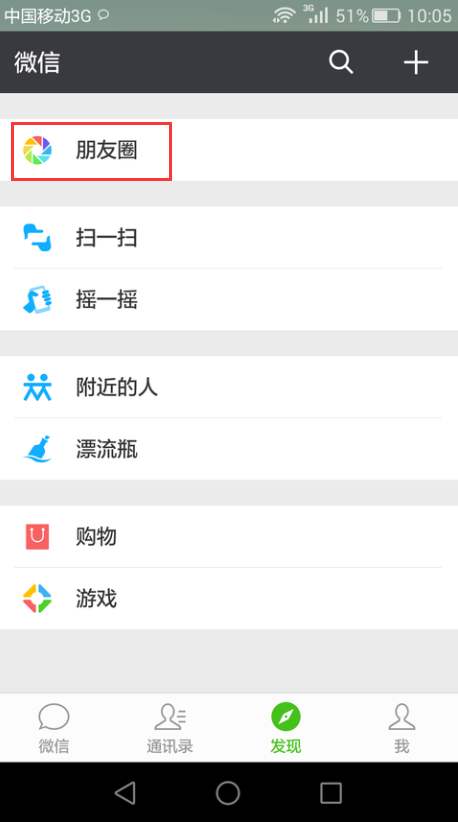 中国移动3G 3G 51% 10:05
微信
朋友圈
扫一扫
摇一摇
附近的人
漂流瓶
购物
游戏
微信 通讯录 发现 我